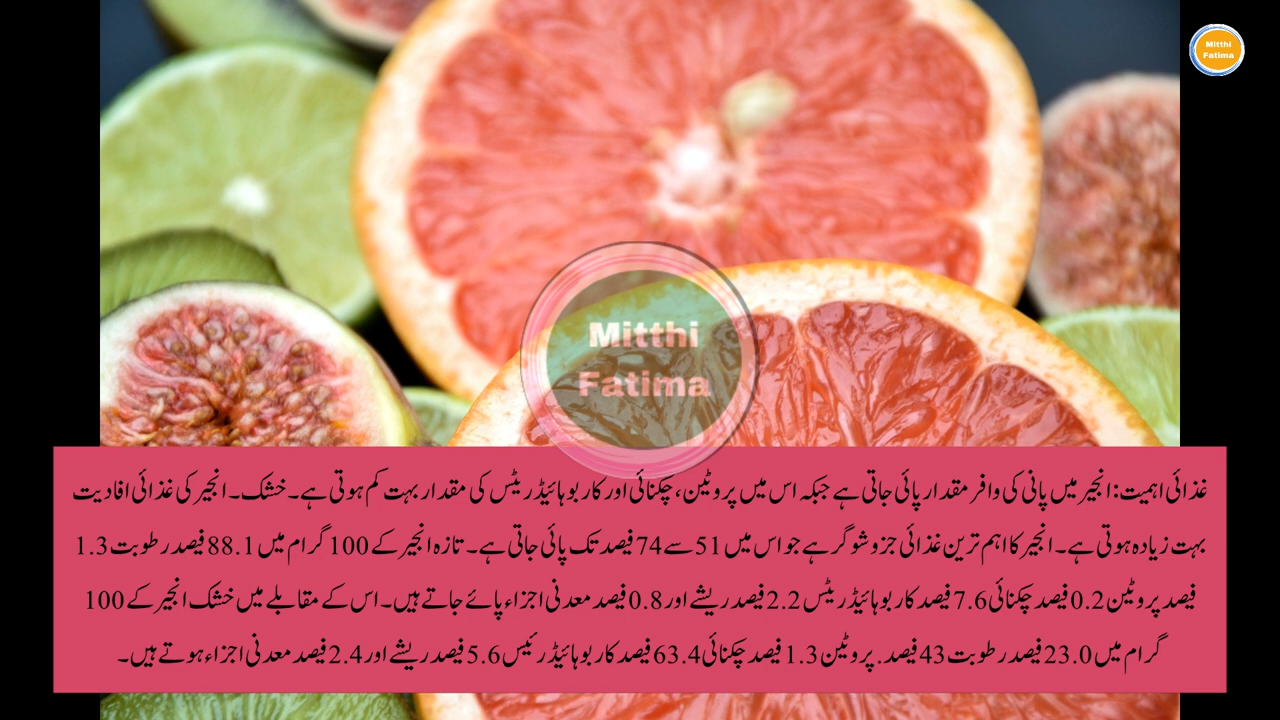 Mitthi
Fatima
Mitthi
Fatima
غذائی اہمیت: انجیر میں پانی کی وافر مقدار پائی جاتی ہے جبکہ اس میں پروٹین، چکنائی اور کاربوہائیڈریٹس کی مقدار بہت کم ہوتی ہے۔ خشک۔ انجیر کی غذائی افادیت
بہت زیادہ ہوتی ہے۔ انجیر کا اہم ترین غذائی جزو شوگر ہے جو اس میں 51 سے 74 فیصد تک پائی جاتی ہے۔ تازہ انجیر کے 100 گرام میں 88.1 فیصد رطوبت 1.3
فیصد پروٹین 0.2 فیصد چکنائی 7.6 فیصد کاربوہائیڈریٹس 2.2 فیصد ریشے اور 0.8 فیصد معدنی اجزاء پائے جاتے ہیں۔ اس کے مقابلے میں خشک انجیر کے 100
گرام میں 23.0 فیصد رطوبت 43 فیصد. پروٹین 1.3 فیصد چکنائی 63.4 فیصد کاربوہائیڈرئیس 5.6 فیصد ریشے اور 2.4 فیصد معدنی اجزاء ہوتے ہیں۔